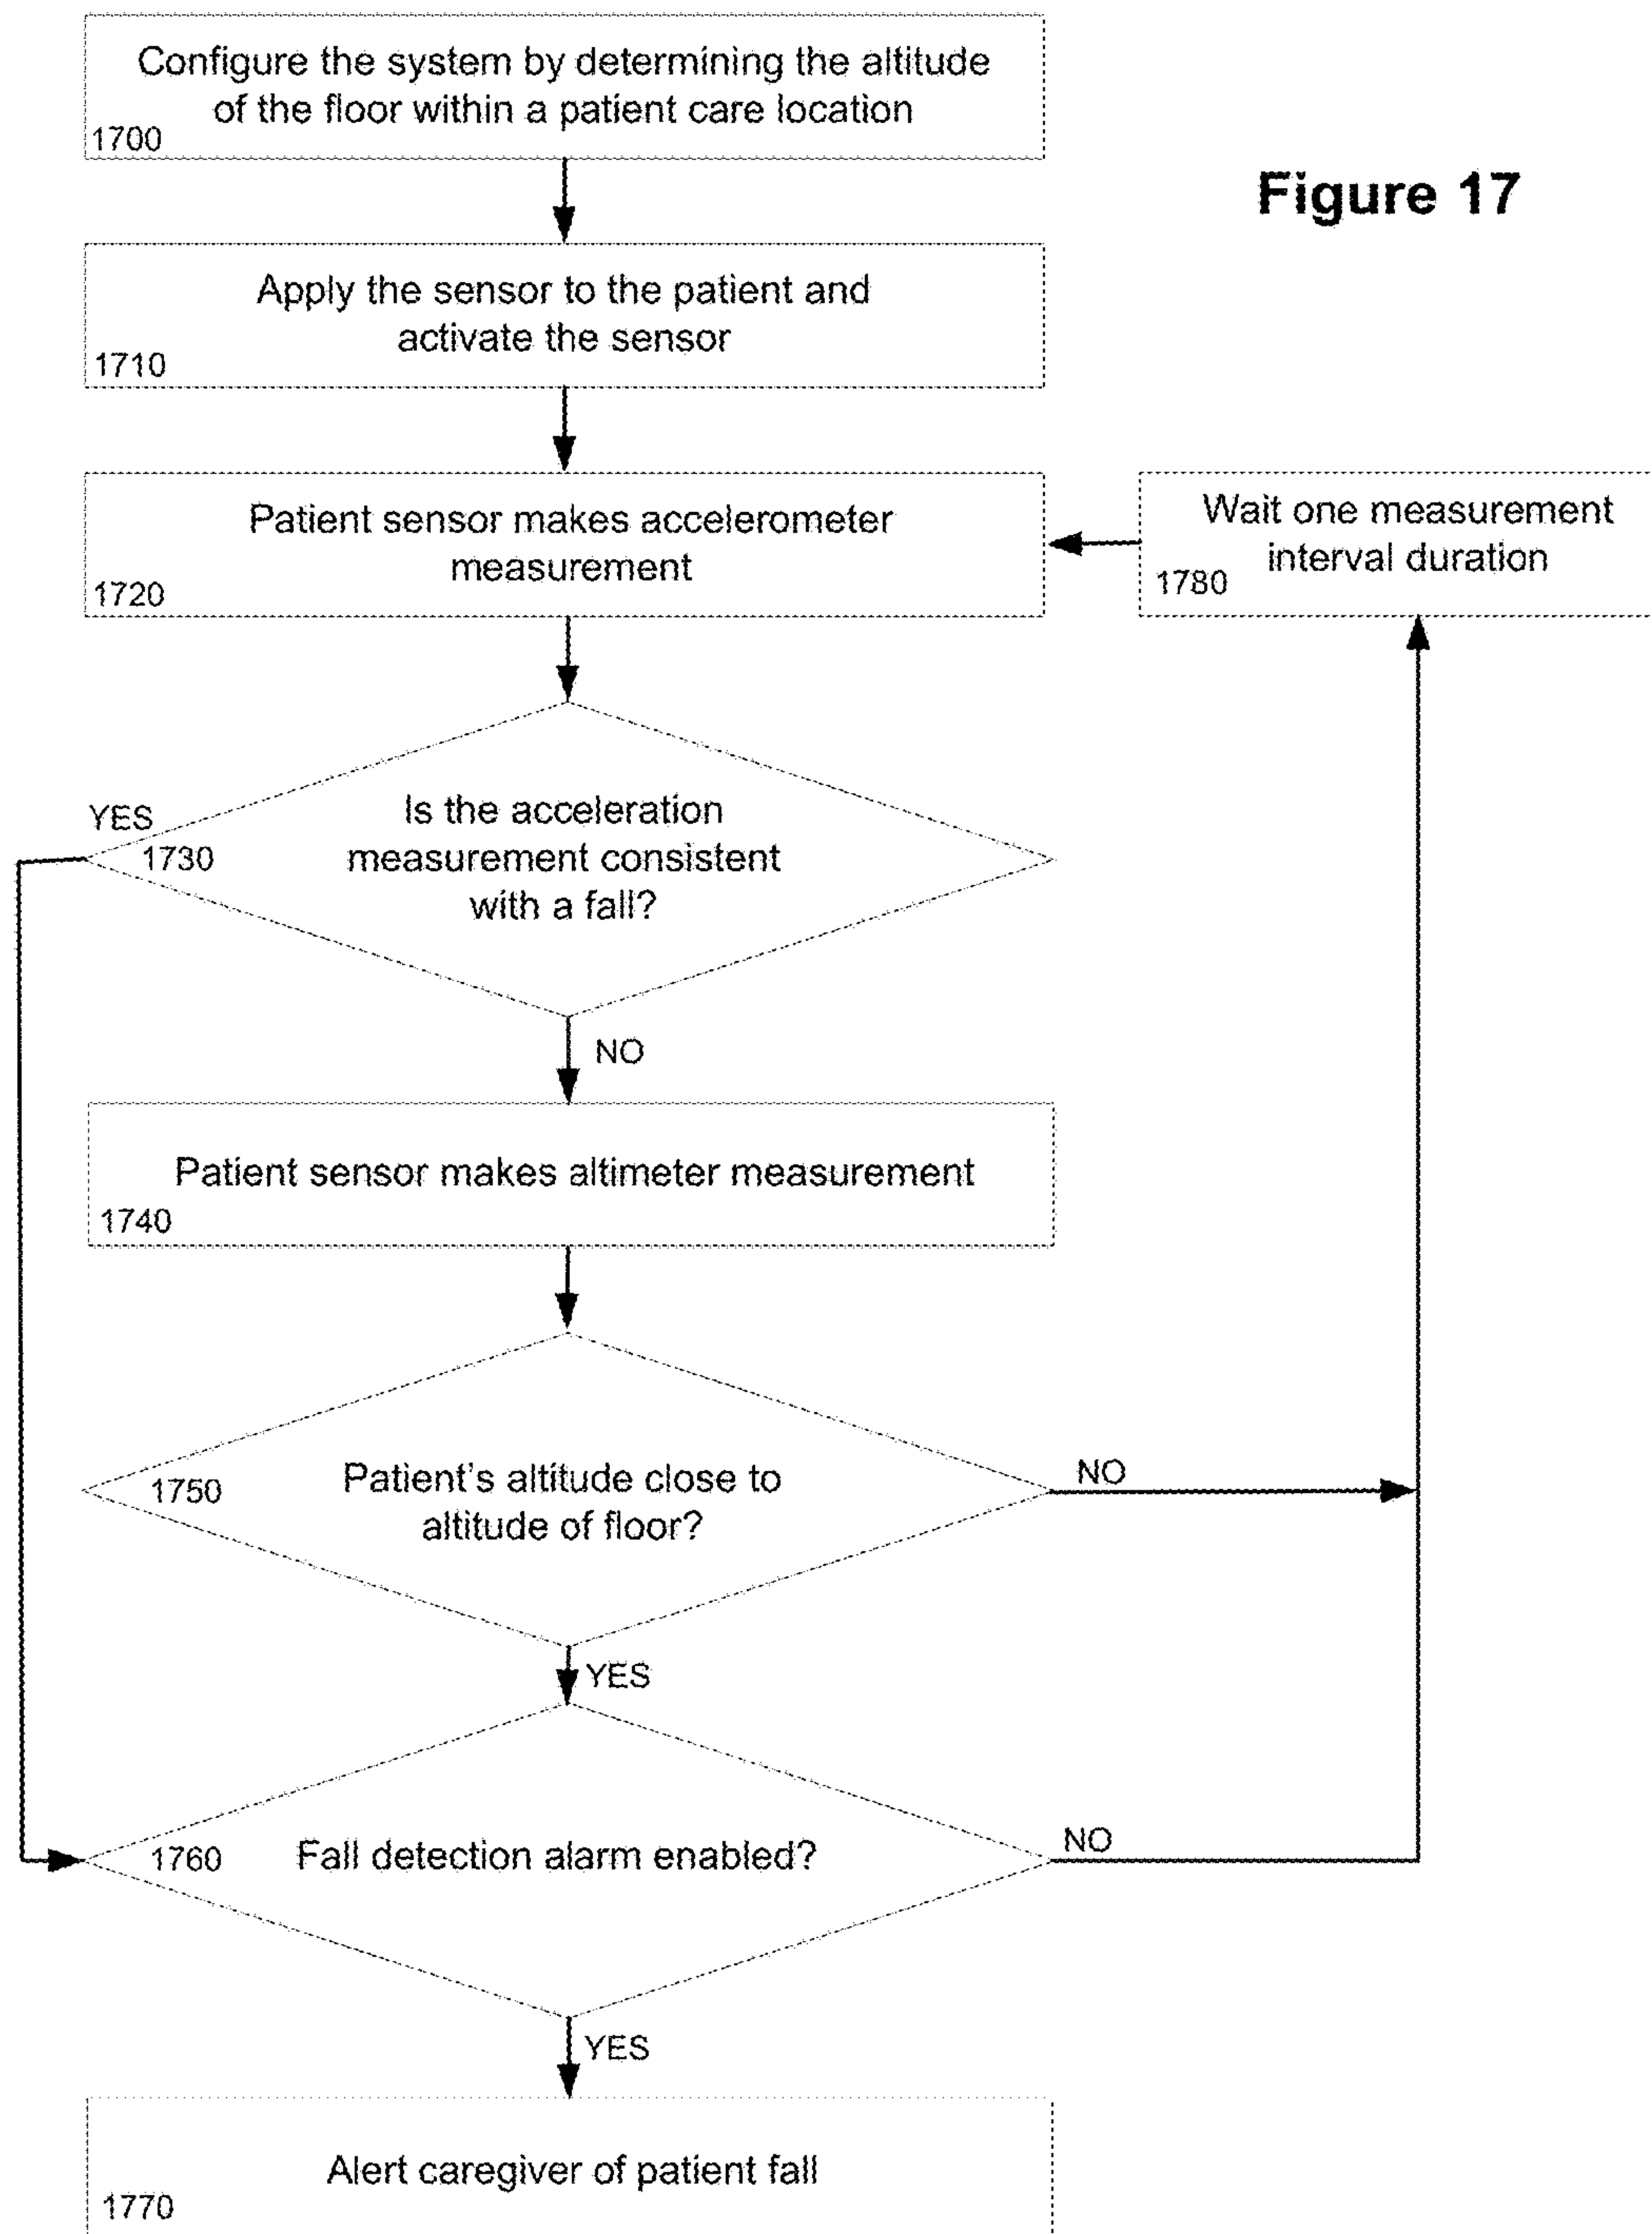 Configure the system by determining the altitude
of the floor within a patient care location
1700
Figure 17
Apply the sensor to the patient and
activate the sensor
1710
Patient sensor makes accelerometer
measurement
1720
Wait one measurement
interval duration
1780
YES
1730
Is the acceleration
measurement consistent
with a fall?
NO
Patient sensor makes altimeter measurement
1740
1750
Patient's altitude close to
altitude of floor?
NO
YES
1760
Fall detection alarm enabled?
NO
YES
Alert caregiver of patient fall
1770